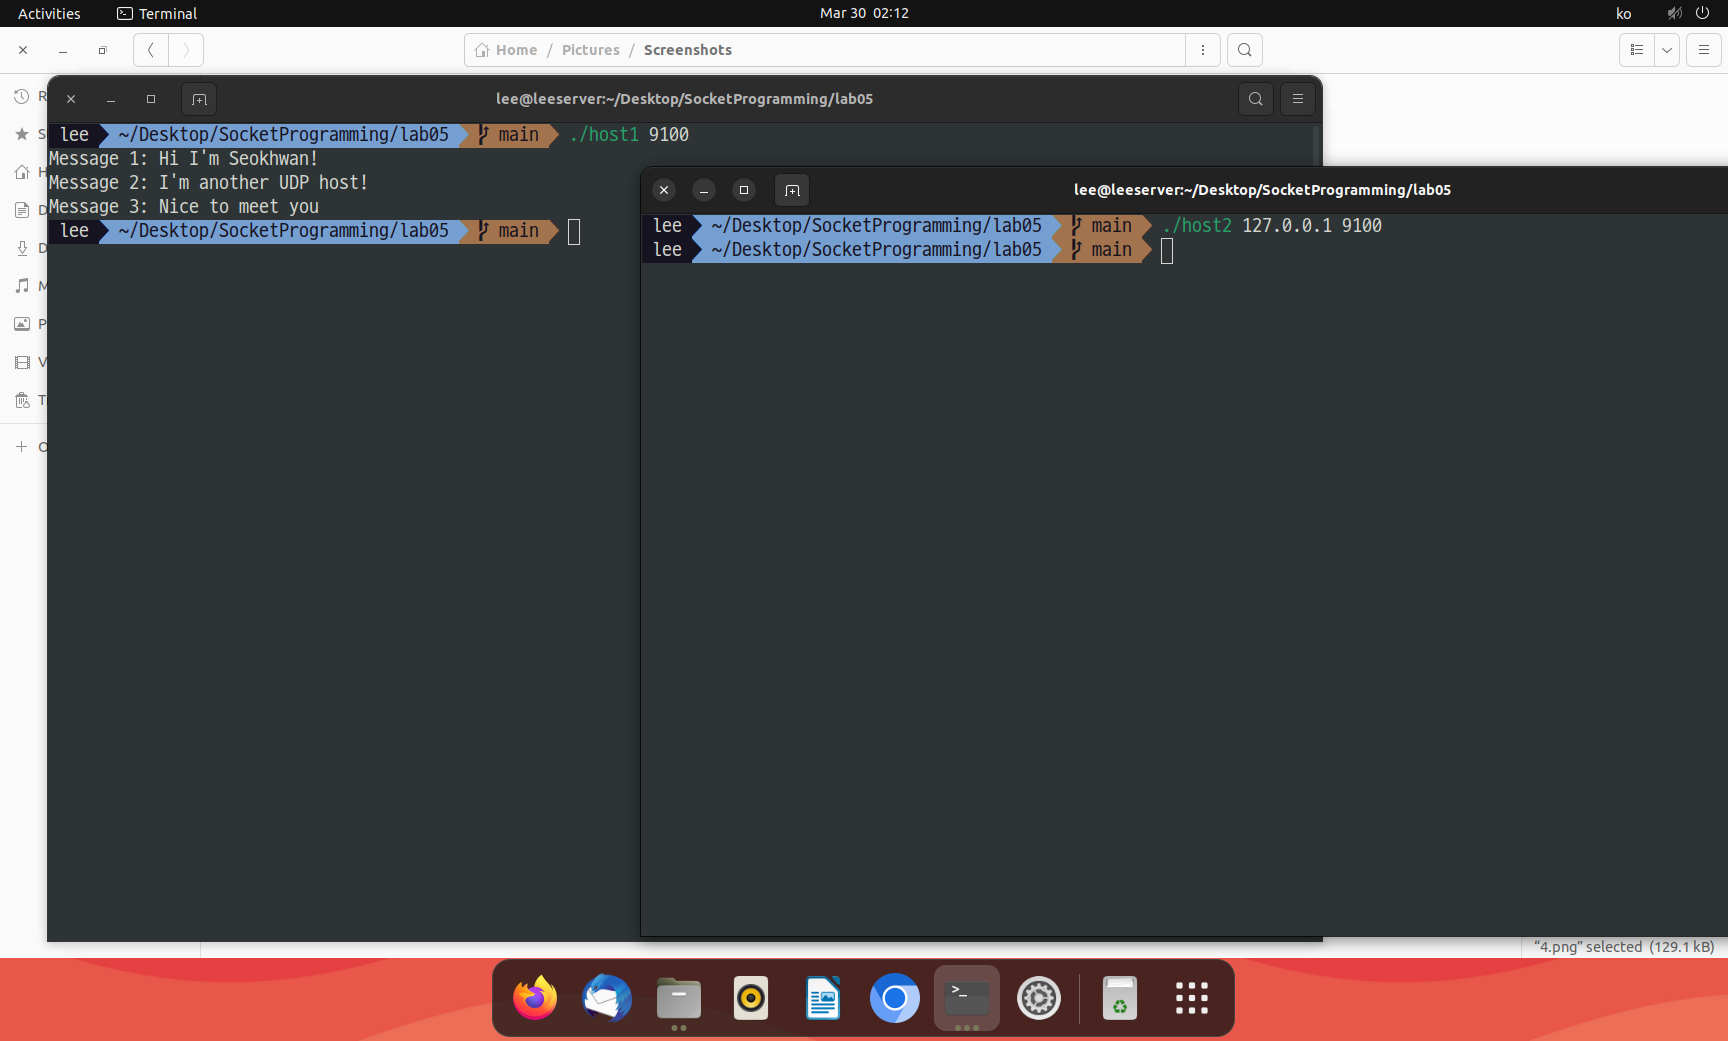 Activities Terminal Mar 30 02:12 ko
Home / Pictures / Screenshots
R
S
H
D
D
M
P
V
T
O
lee@leeserver:~/Desktop/SocketProgramming/lab05
lee ~/Desktop/SocketProgramming/lab05 main ./host1 9100
Message 1: Hi I'm Seokhwan!
Message 2: I'm another UDP host!
Message 3: Nice to meet you
lee ~/Desktop/SocketProgramming/lab05 main
lee@leeserver:~/Desktop/SocketProgramming/lab05
lee ~/Desktop/SocketProgramming/lab05 main ./host2 127.0.0.1 9100
lee ~/Desktop/SocketProgramming/lab05 main
“4.png” selected (129.1 kB)
>_